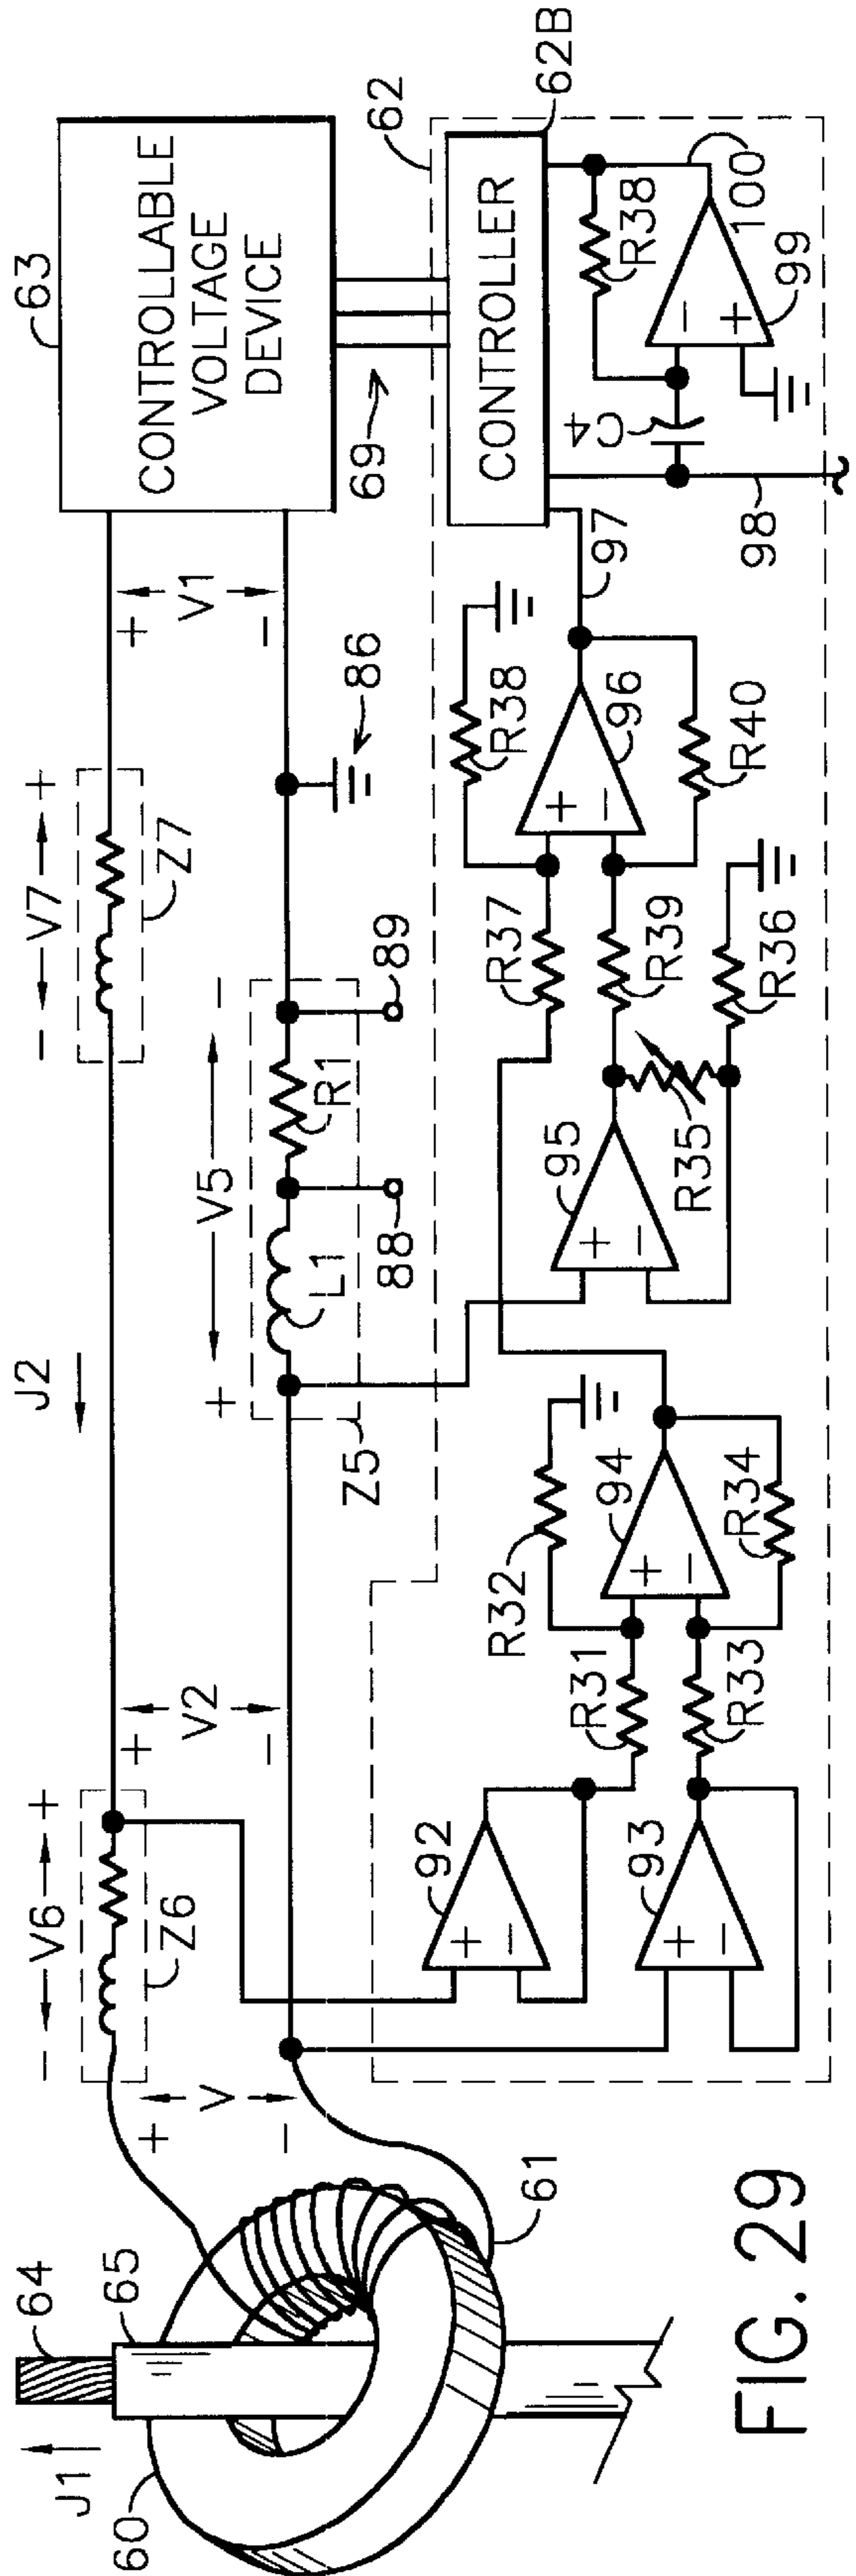 63
CONTROLLABLE
VOLTAGE
DEVICE
62
62B
CONTROLLER
69
R38
C4
−
+
99
100
98
97
+
V1
−
86
− V7 +
Z7
R38
+
−
96
R40
R37
R39
R36
R35
+
−
95
89
88
+ V5 −
R1
L1
Z5
J2
+
V2
−
− V6 +
Z6
R32
R31
R33
+
−
94
R34
92
+
−
93
+
−
+
V
−
61
64
65
J1
60
FIG. 29